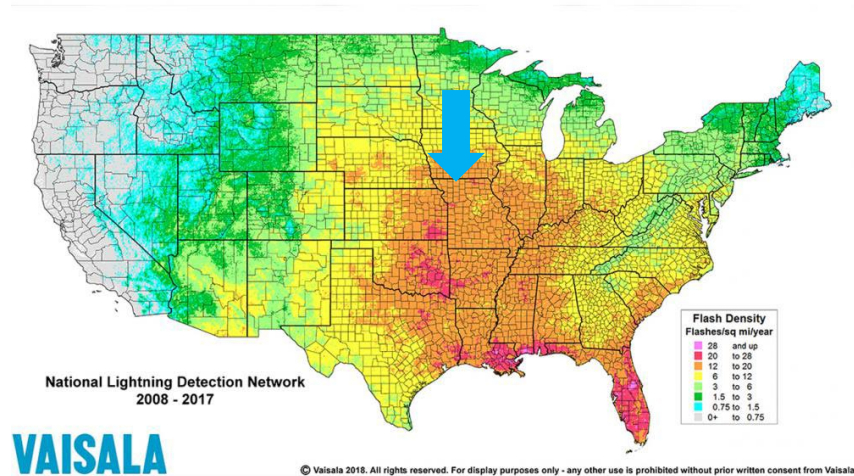 Flash Density
Flashes/sq mi/year
28 and up
20 to 28
12 to 20
6 to 12
3 to 6
1.5 to 3
0.75 to 1.5
0+ to 0.75
National Lightning Detection Network
2008 - 2017
VAISALA
© Vaisala 2018. All rights reserved. For display purposes only - any other use is prohibited without prior written consent from Vaisala